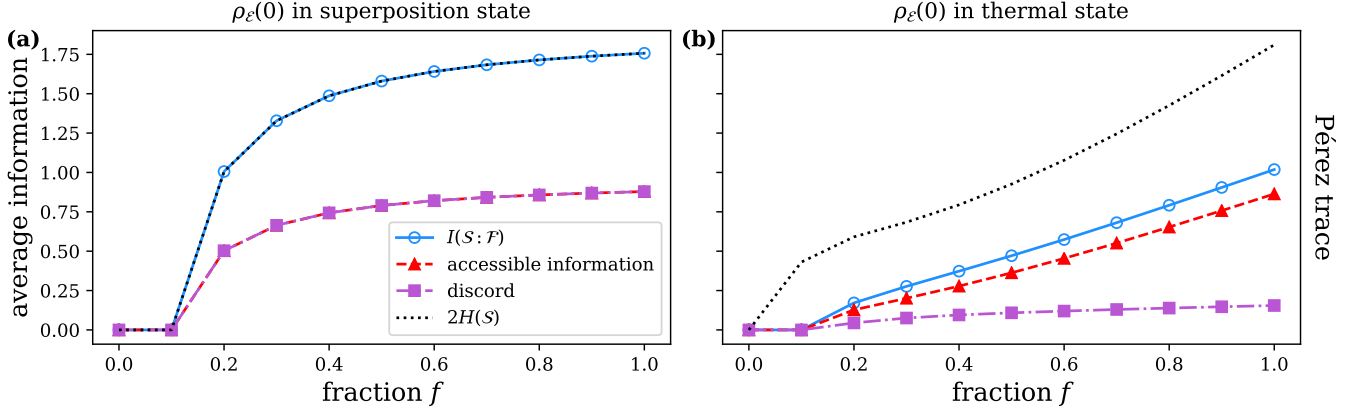 ρ_ℰ(0) in superposition state
ρ_ℰ(0) in thermal state
(a)
(b)
average information
1.75
1.50
1.25
1.00
0.75
0.50
0.25
0.00
I(𝒮 : ℱ)
accessible information
discord
2H(𝒮)
0.0 0.2 0.4 0.6 0.8 1.0
0.0 0.2 0.4 0.6 0.8 1.0
fraction f
fraction f
Pérez trace